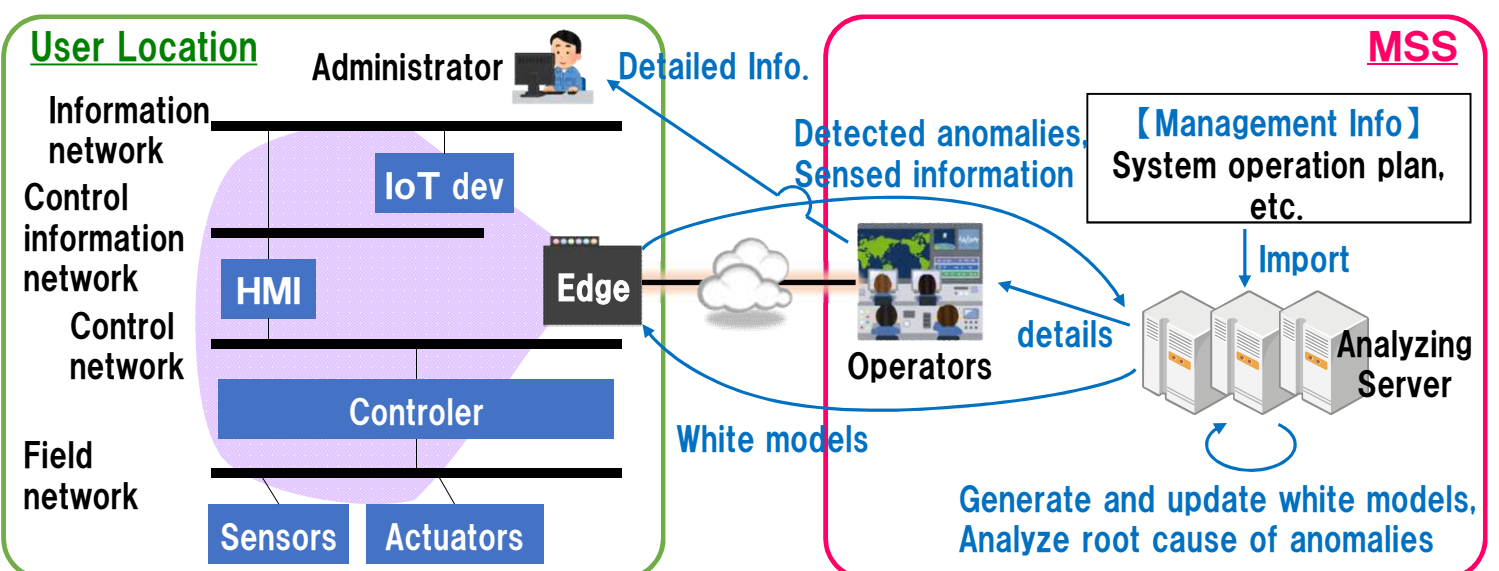 User Location
Administrator
Detailed Info.
MSS
Information
network
IoT dev
Control
information
network
HMI
Edge
Control
network
Controler
Field
network
Sensors
Actuators
Detected anomalies,
Sensed information
【Management Info】
System operation plan,
etc.
Import
details
Operators
Analyzing
Server
White models
Generate and update white models,
Analyze root cause of anomalies